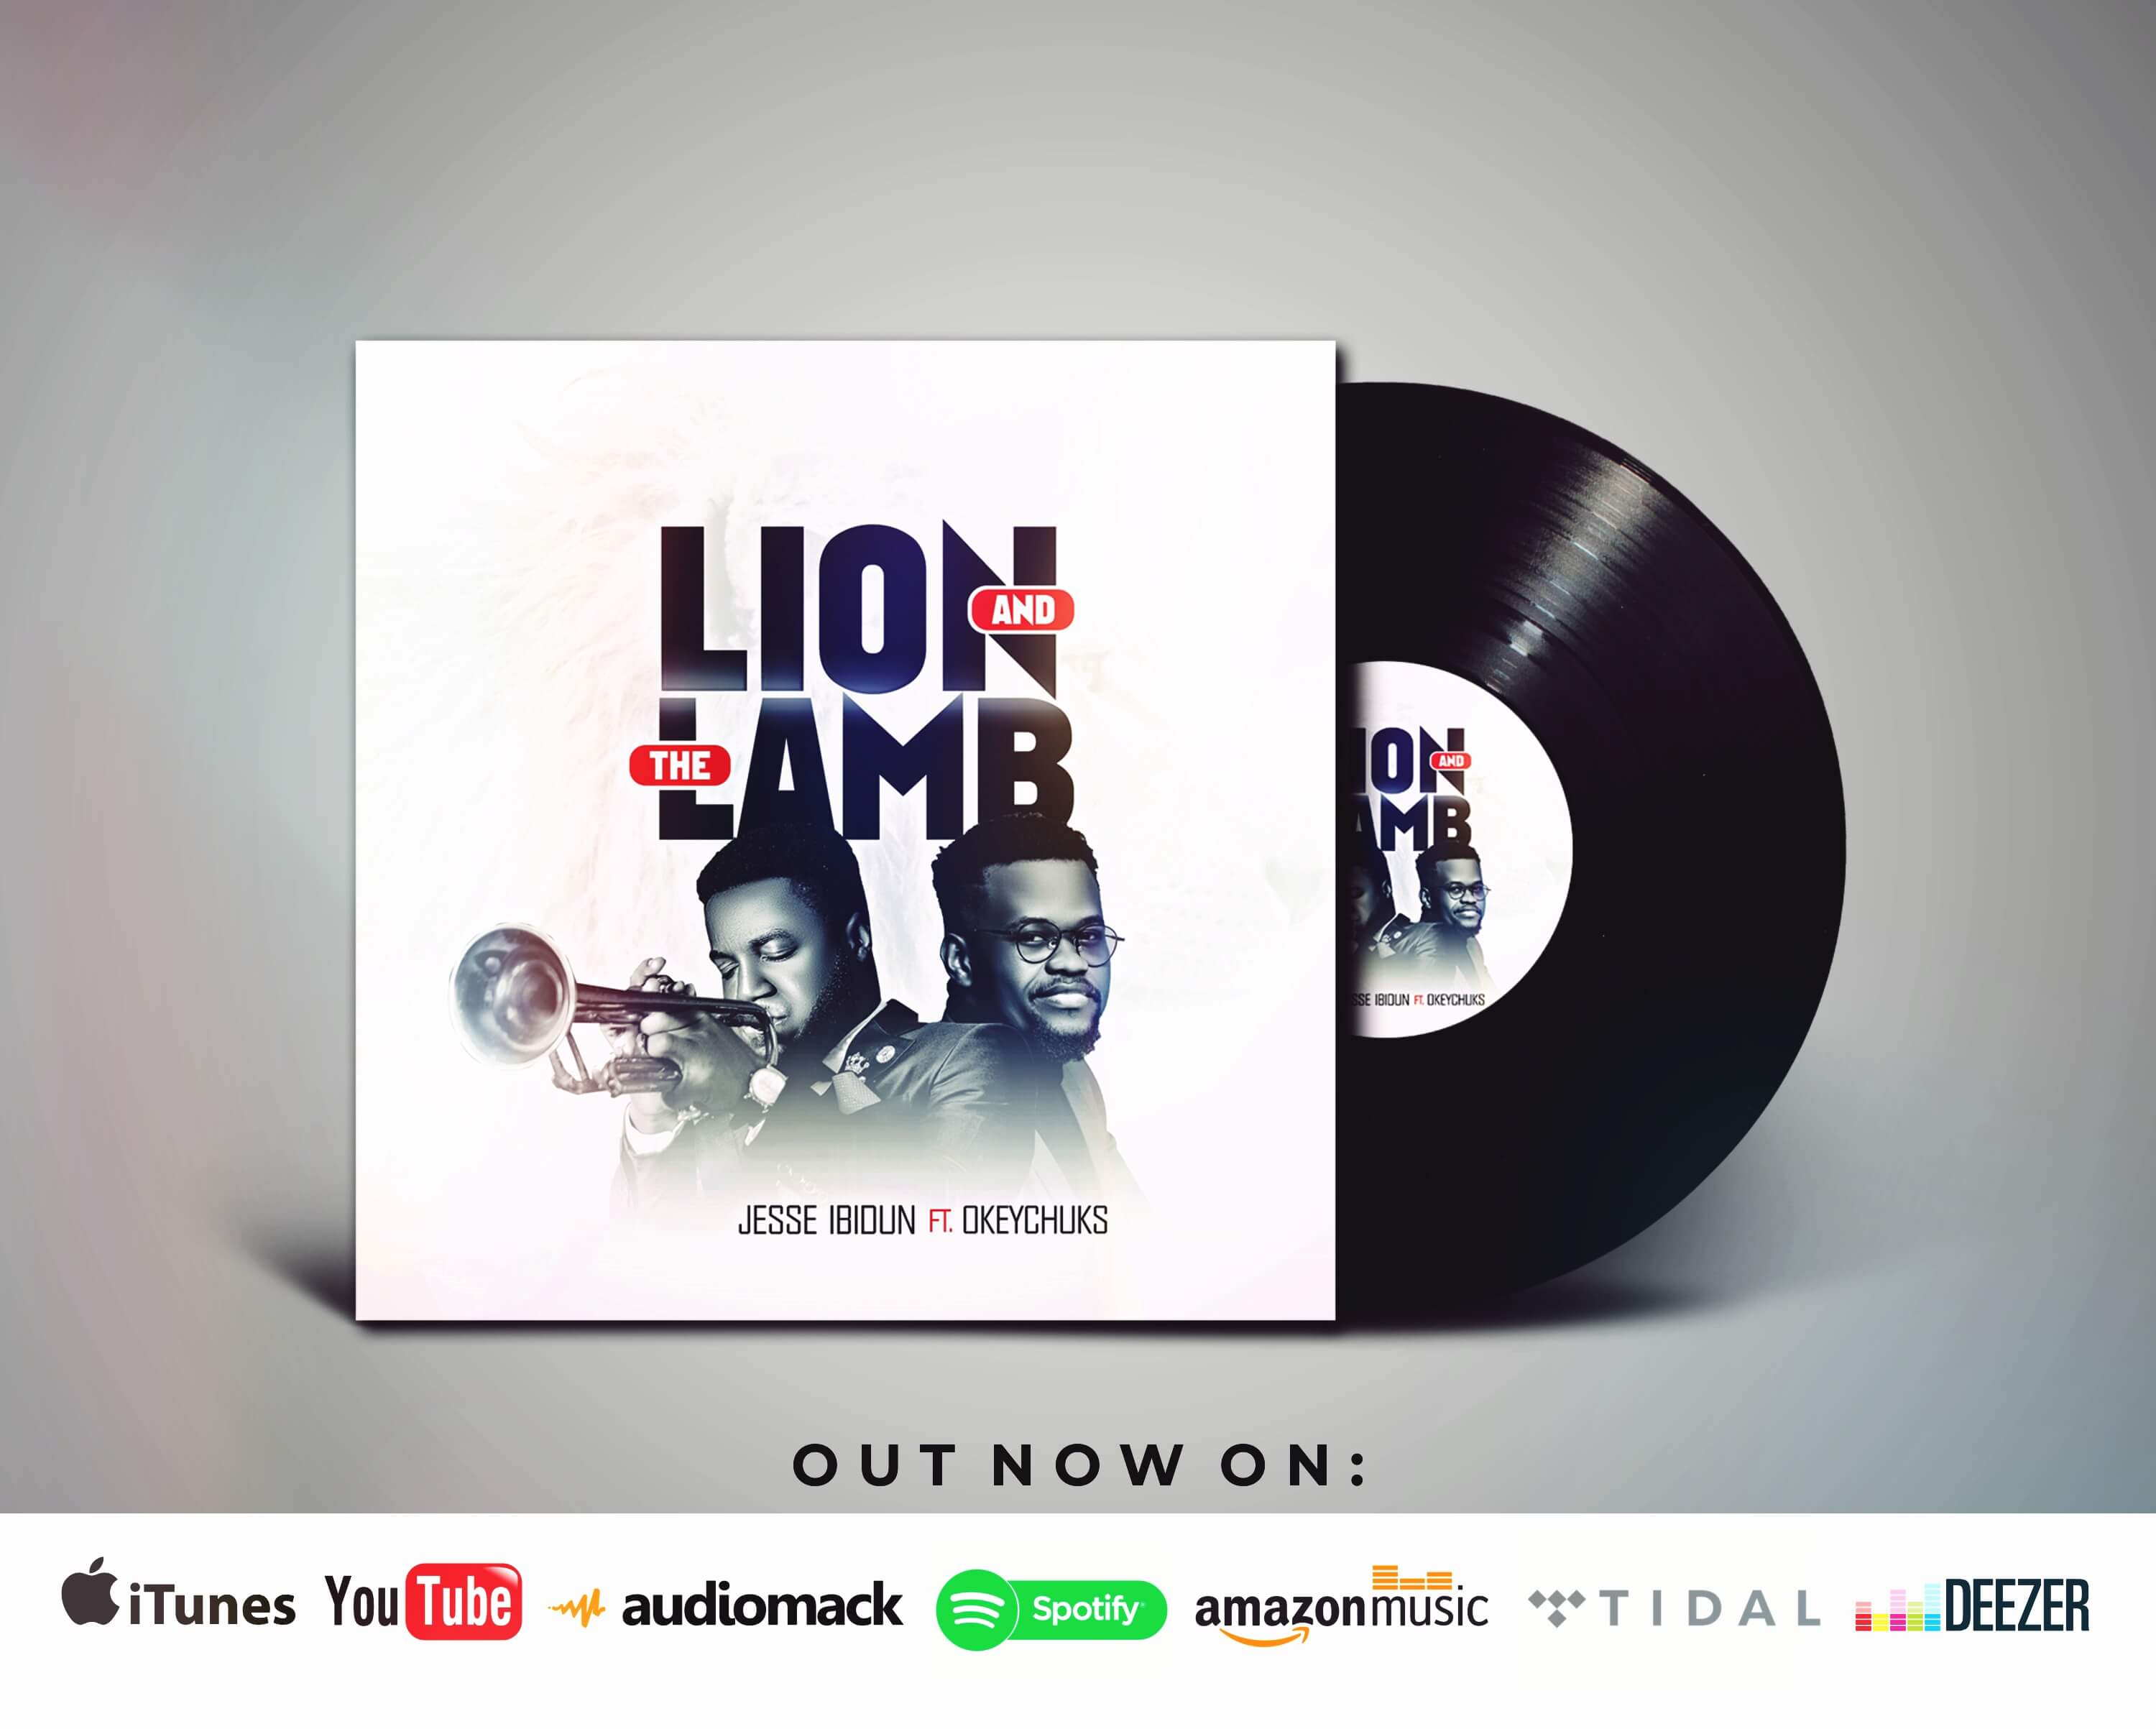 LION
AND
LAMB
THE
JESSE IBIDUN FT. OKEYCHUKS
ION
AND
AMB
SSE IBIDUN FT. OKEYCHUKS
OUT NOW ON:
iTunes YouTube audiomack Spotify amazonmusic TIDAL DEEZER